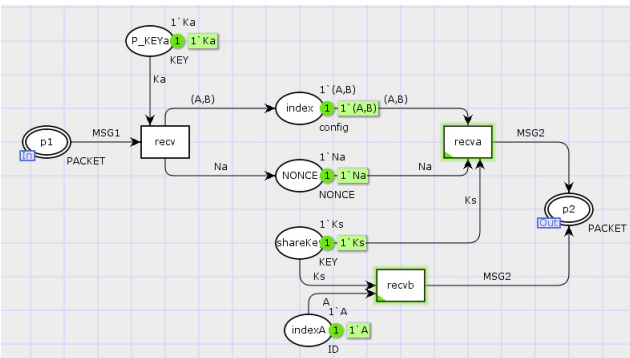 1`Ka
P_KEYa 1 1`Ka
KEY
Ka
(A,B)
1`(A,B)
index 1 1`(A,B) (A,B)
config
p1 MSG1 recv recva MSG2
In PACKET
1`Na
Na NONCE 1 1`Na Na
NONCE
Ks
p2
1`Ks
Out PACKET
shareKey 1 1`Ks
KEY
Ks recvb MSG2
A
1`A
indexA 1 1`A
ID